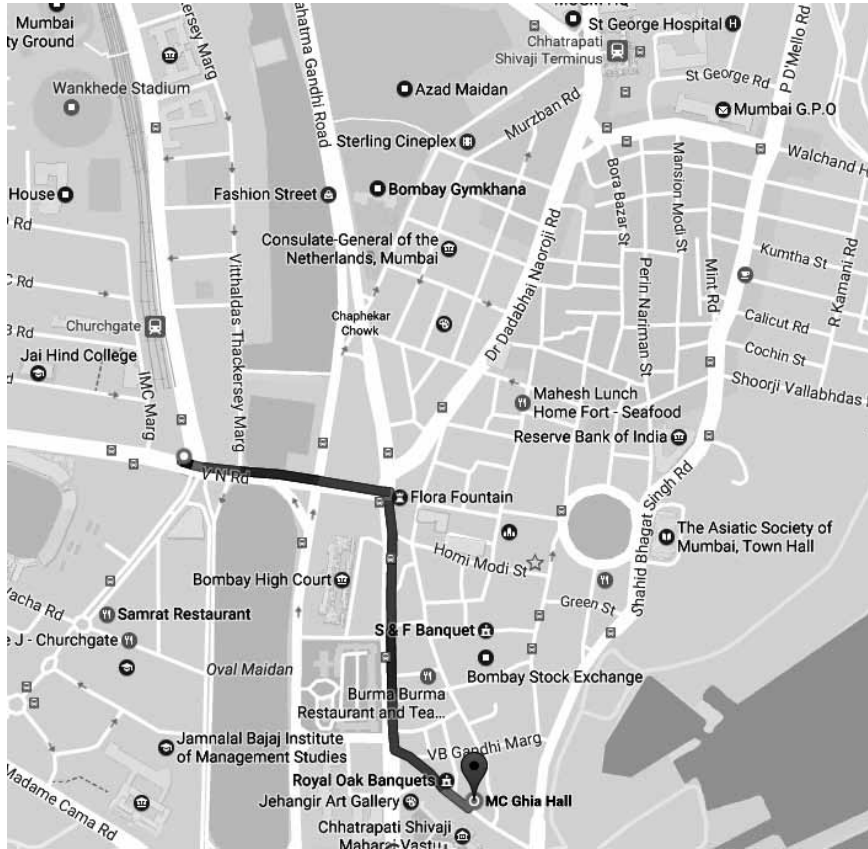 Mumbai
ty Ground
kersey Marg
Mahatma Gandhi Road
St George Hospital
Chhatrapati
Shivaji Terminus
P D'Mello Rd
St George Rd
Wankhede Stadium
Azad Maidan
Murzban Rd
Mumbai G.P.O
Sterling Cineplex
Walchand H
House
Fashion Street
Bombay Gymkhana
Bora Bazar St
Mansion Modi St
Consulate-General of the
Netherlands, Mumbai
Kumtha St
Vitthaldas Thackersey Marg
Dr Dadabhai Naoroji Rd
Perin Nariman St
Mint Rd
R Kamani Rd
C Rd
Chaphekar
Chowk
Calicut Rd
B Rd
Churchgate
Cochin St
Jai Hind College
IMC Marg
Shoorji Vallabhdas
Mahesh Lunch
Home Fort - Seafood
Reserve Bank of India
V N Rd
Flora Fountain
Shahid Bhagat Singh Rd
The Asiatic Society of
Mumbai, Town Hall
Homi Modi St
Bombay High Court
Green St
Wacha Rd
Samrat Restaurant
S & F Banquet
e J - Churchgate
Oval Maidan
Bombay Stock Exchange
Burma Burma
Restaurant and Tea...
Jamnalal Bajaj Institute
of Management Studies
VB Gandhi Marg
Royal Oak Banquets
Jehangir Art Gallery
MC Ghia Hall
Madame Cama Rd
Chhatrapati Shivaji
Maharaj Vastu